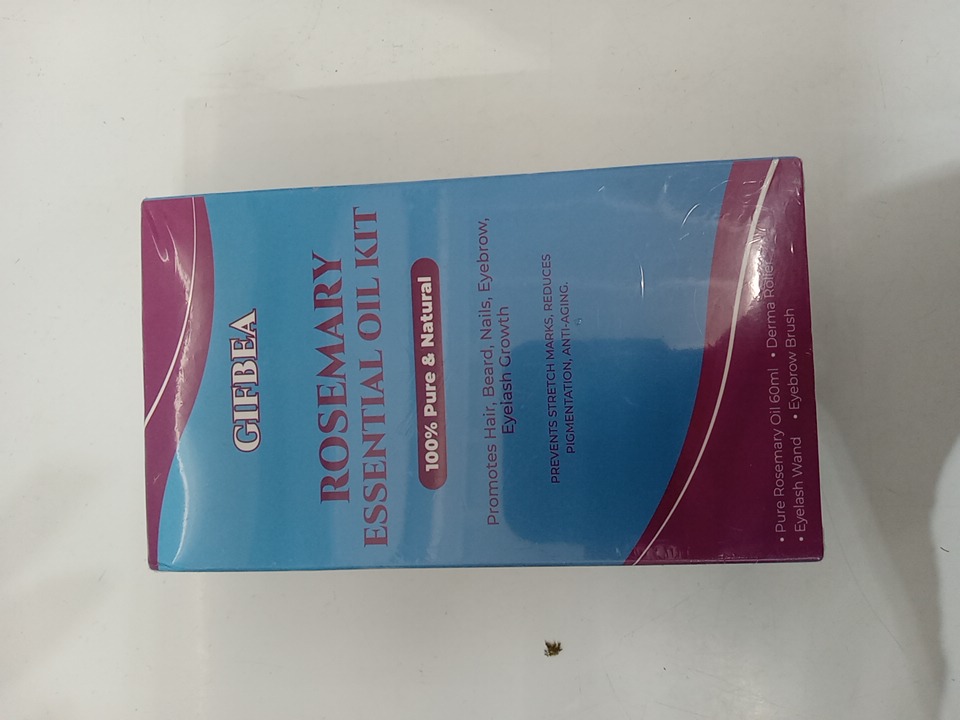 GIFBEA
ROSEMARY
ESSENTIAL OIL KIT
100% Pure & Natural
Promotes Hair, Beard, Nails, Eyebrow,
Eyelash Growth
PREVENTS STRETCH MARKS, REDUCES
PIGMENTATION, ANTI-AGING.
• Pure Rosemary Oil 60ml • Derma Roller
• Eyelash Wand • Eyebrow Brush